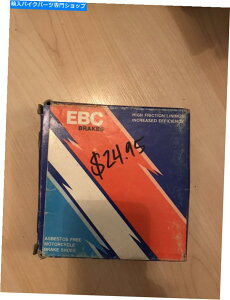 輸入バイクパーツ専門ショップ
EBC
BRAKES
HIGH FRICTION LININGS
INCREASED EFFICIENCY
$24.95
ASBESTOS FREE
MOTORCYCLE
BRAKE SHOES